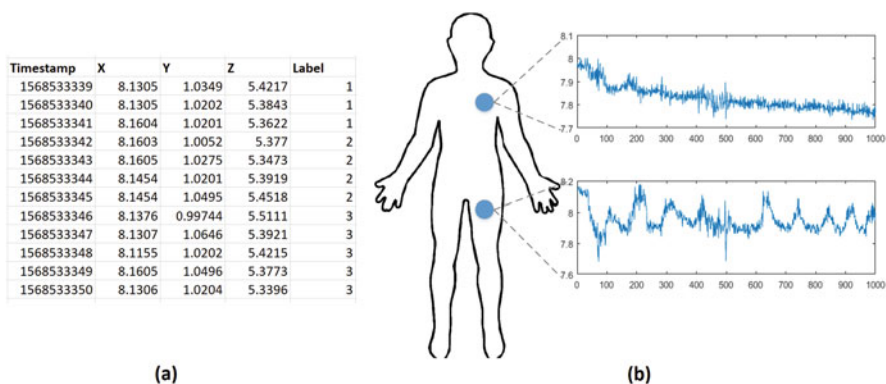 Timestamp X Y Z Label
1568533339 8.1305 1.0349 5.4217 1
1568533340 8.1305 1.0202 5.3843 1
1568533341 8.1604 1.0201 5.3622 1
1568533342 8.1603 1.0052 5.377 2
1568533343 8.1605 1.0275 5.3473 2
1568533344 8.1454 1.0201 5.3919 2
1568533345 8.1454 1.0495 5.4518 2
1568533346 8.1376 0.99744 5.5111 3
1568533347 8.1307 1.0646 5.3921 3
1568533348 8.1155 1.0202 5.4215 3
1568533349 8.1605 1.0496 5.3773 3
1568533350 8.1306 1.0204 5.3396 3
(a)
8.1
8
7.9
7.8
7.7
0 100 200 300 400 500 600 700 800 900 1000
8.2
8
7.8
7.6
0 100 200 300 400 500 600 700 800 900 1000
(b)